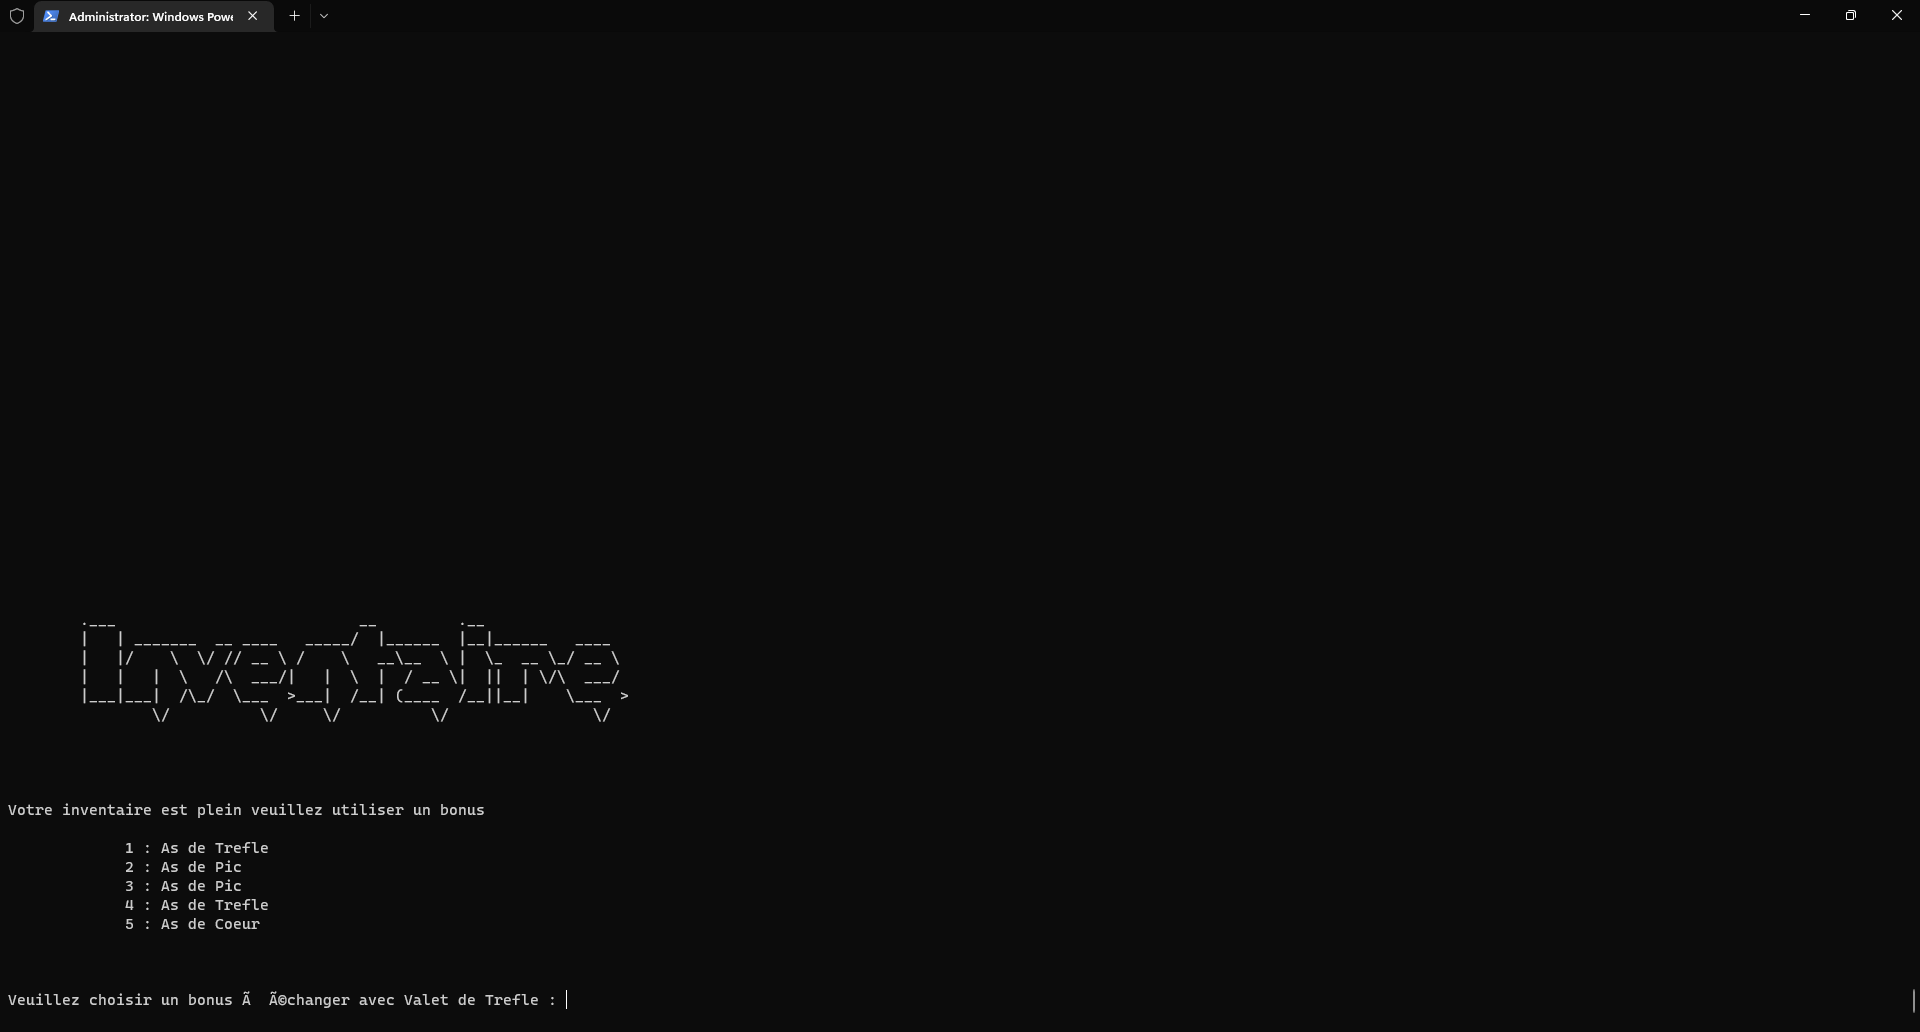 Administrator: Windows Powe
Inventaire
Votre inventaire est plein veuillez utiliser un bonus
1 : As de Trefle
2 : As de Pic
3 : As de Pic
4 : As de Trefle
5 : As de Coeur
Veuillez choisir un bonus Ã  Ã©changer avec Valet de Trefle :